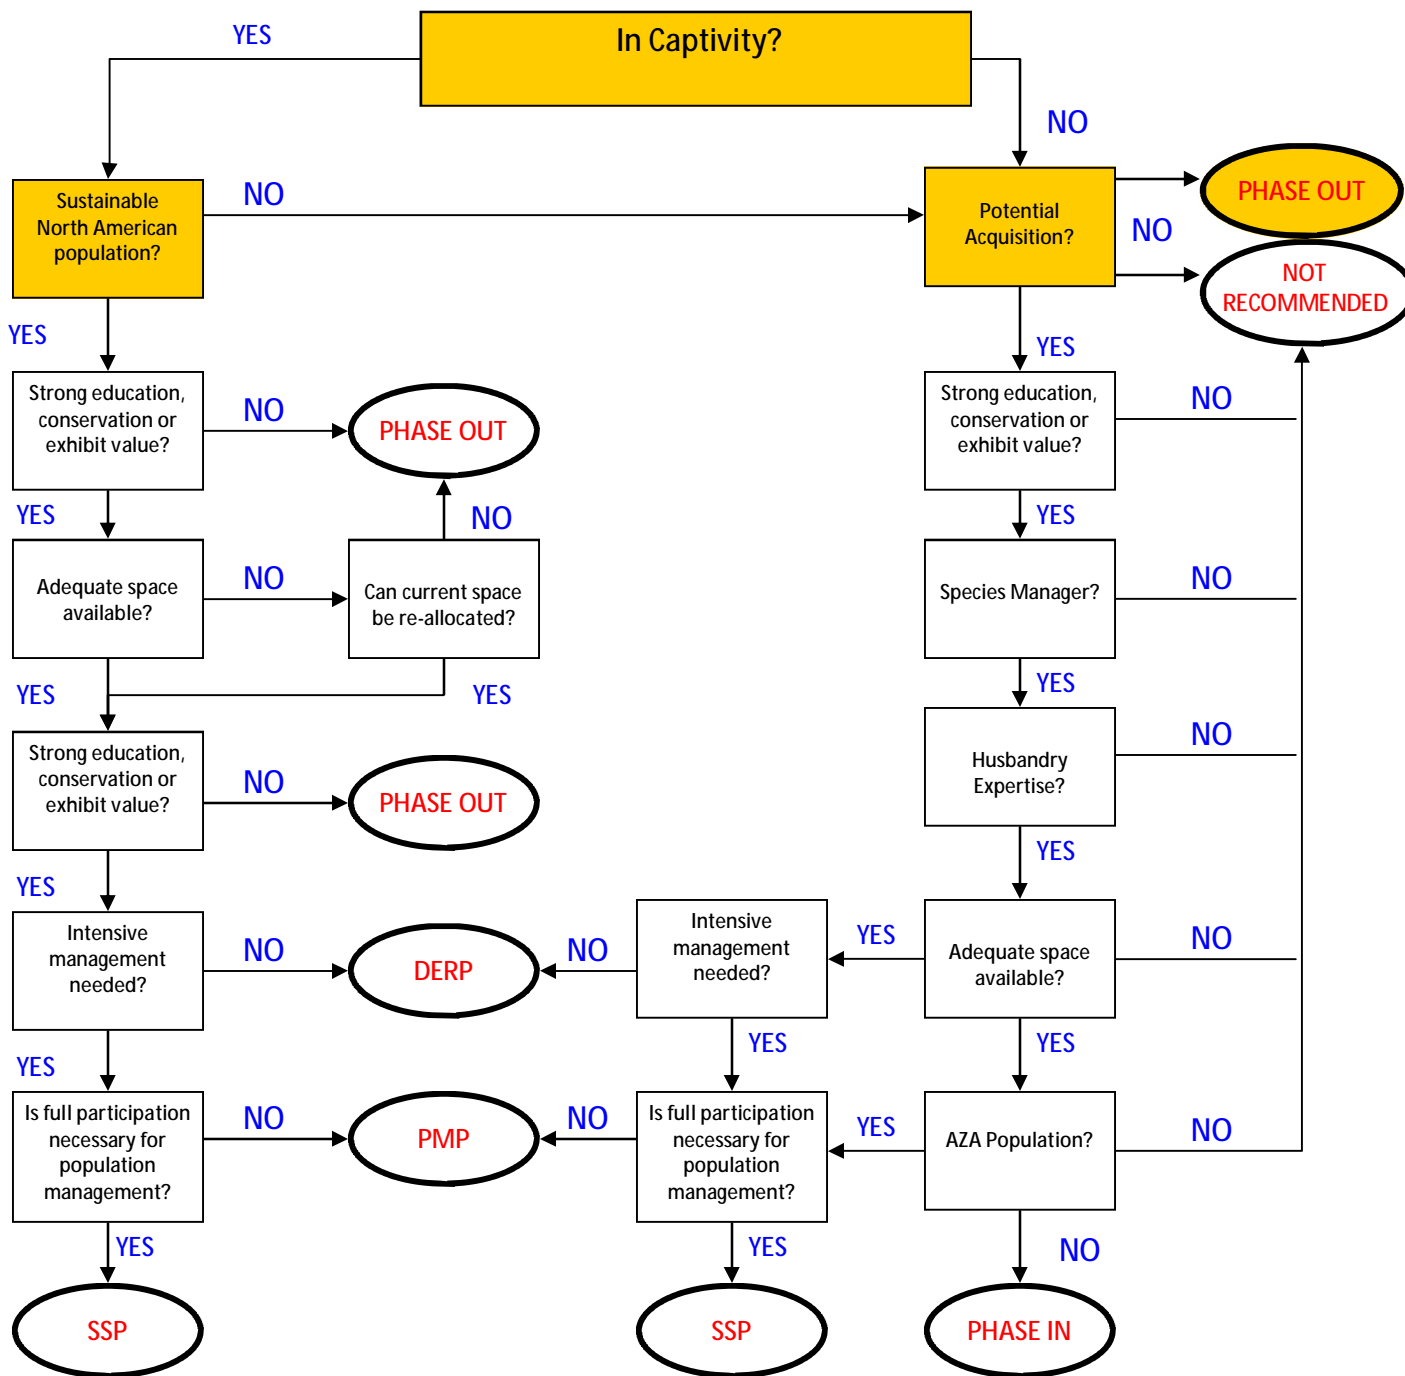 YES
In Captivity?
NO
Sustainable
North American
population?
NO
Potential
Acquisition?
PHASE OUT
NO
NOT
RECOMMENDED
YES
YES
Strong education,
conservation or
exhibit value?
NO
PHASE OUT
Strong education,
conservation or
exhibit value?
NO
YES
NO
YES
Adequate space
available?
NO
Can current space
be re-allocated?
Species Manager?
NO
YES
YES
YES
Strong education,
conservation or
exhibit value?
NO
PHASE OUT
Husbandry
Expertise?
NO
YES
YES
Intensive
management
needed?
NO
DERP
NO
Intensive
management
needed?
YES
Adequate space
available?
NO
YES
YES
YES
Is full participation
necessary for
population
management?
NO
PMP
NO
Is full participation
necessary for
population
management?
YES
AZA Population?
NO
YES
YES
NO
SSP
SSP
PHASE IN